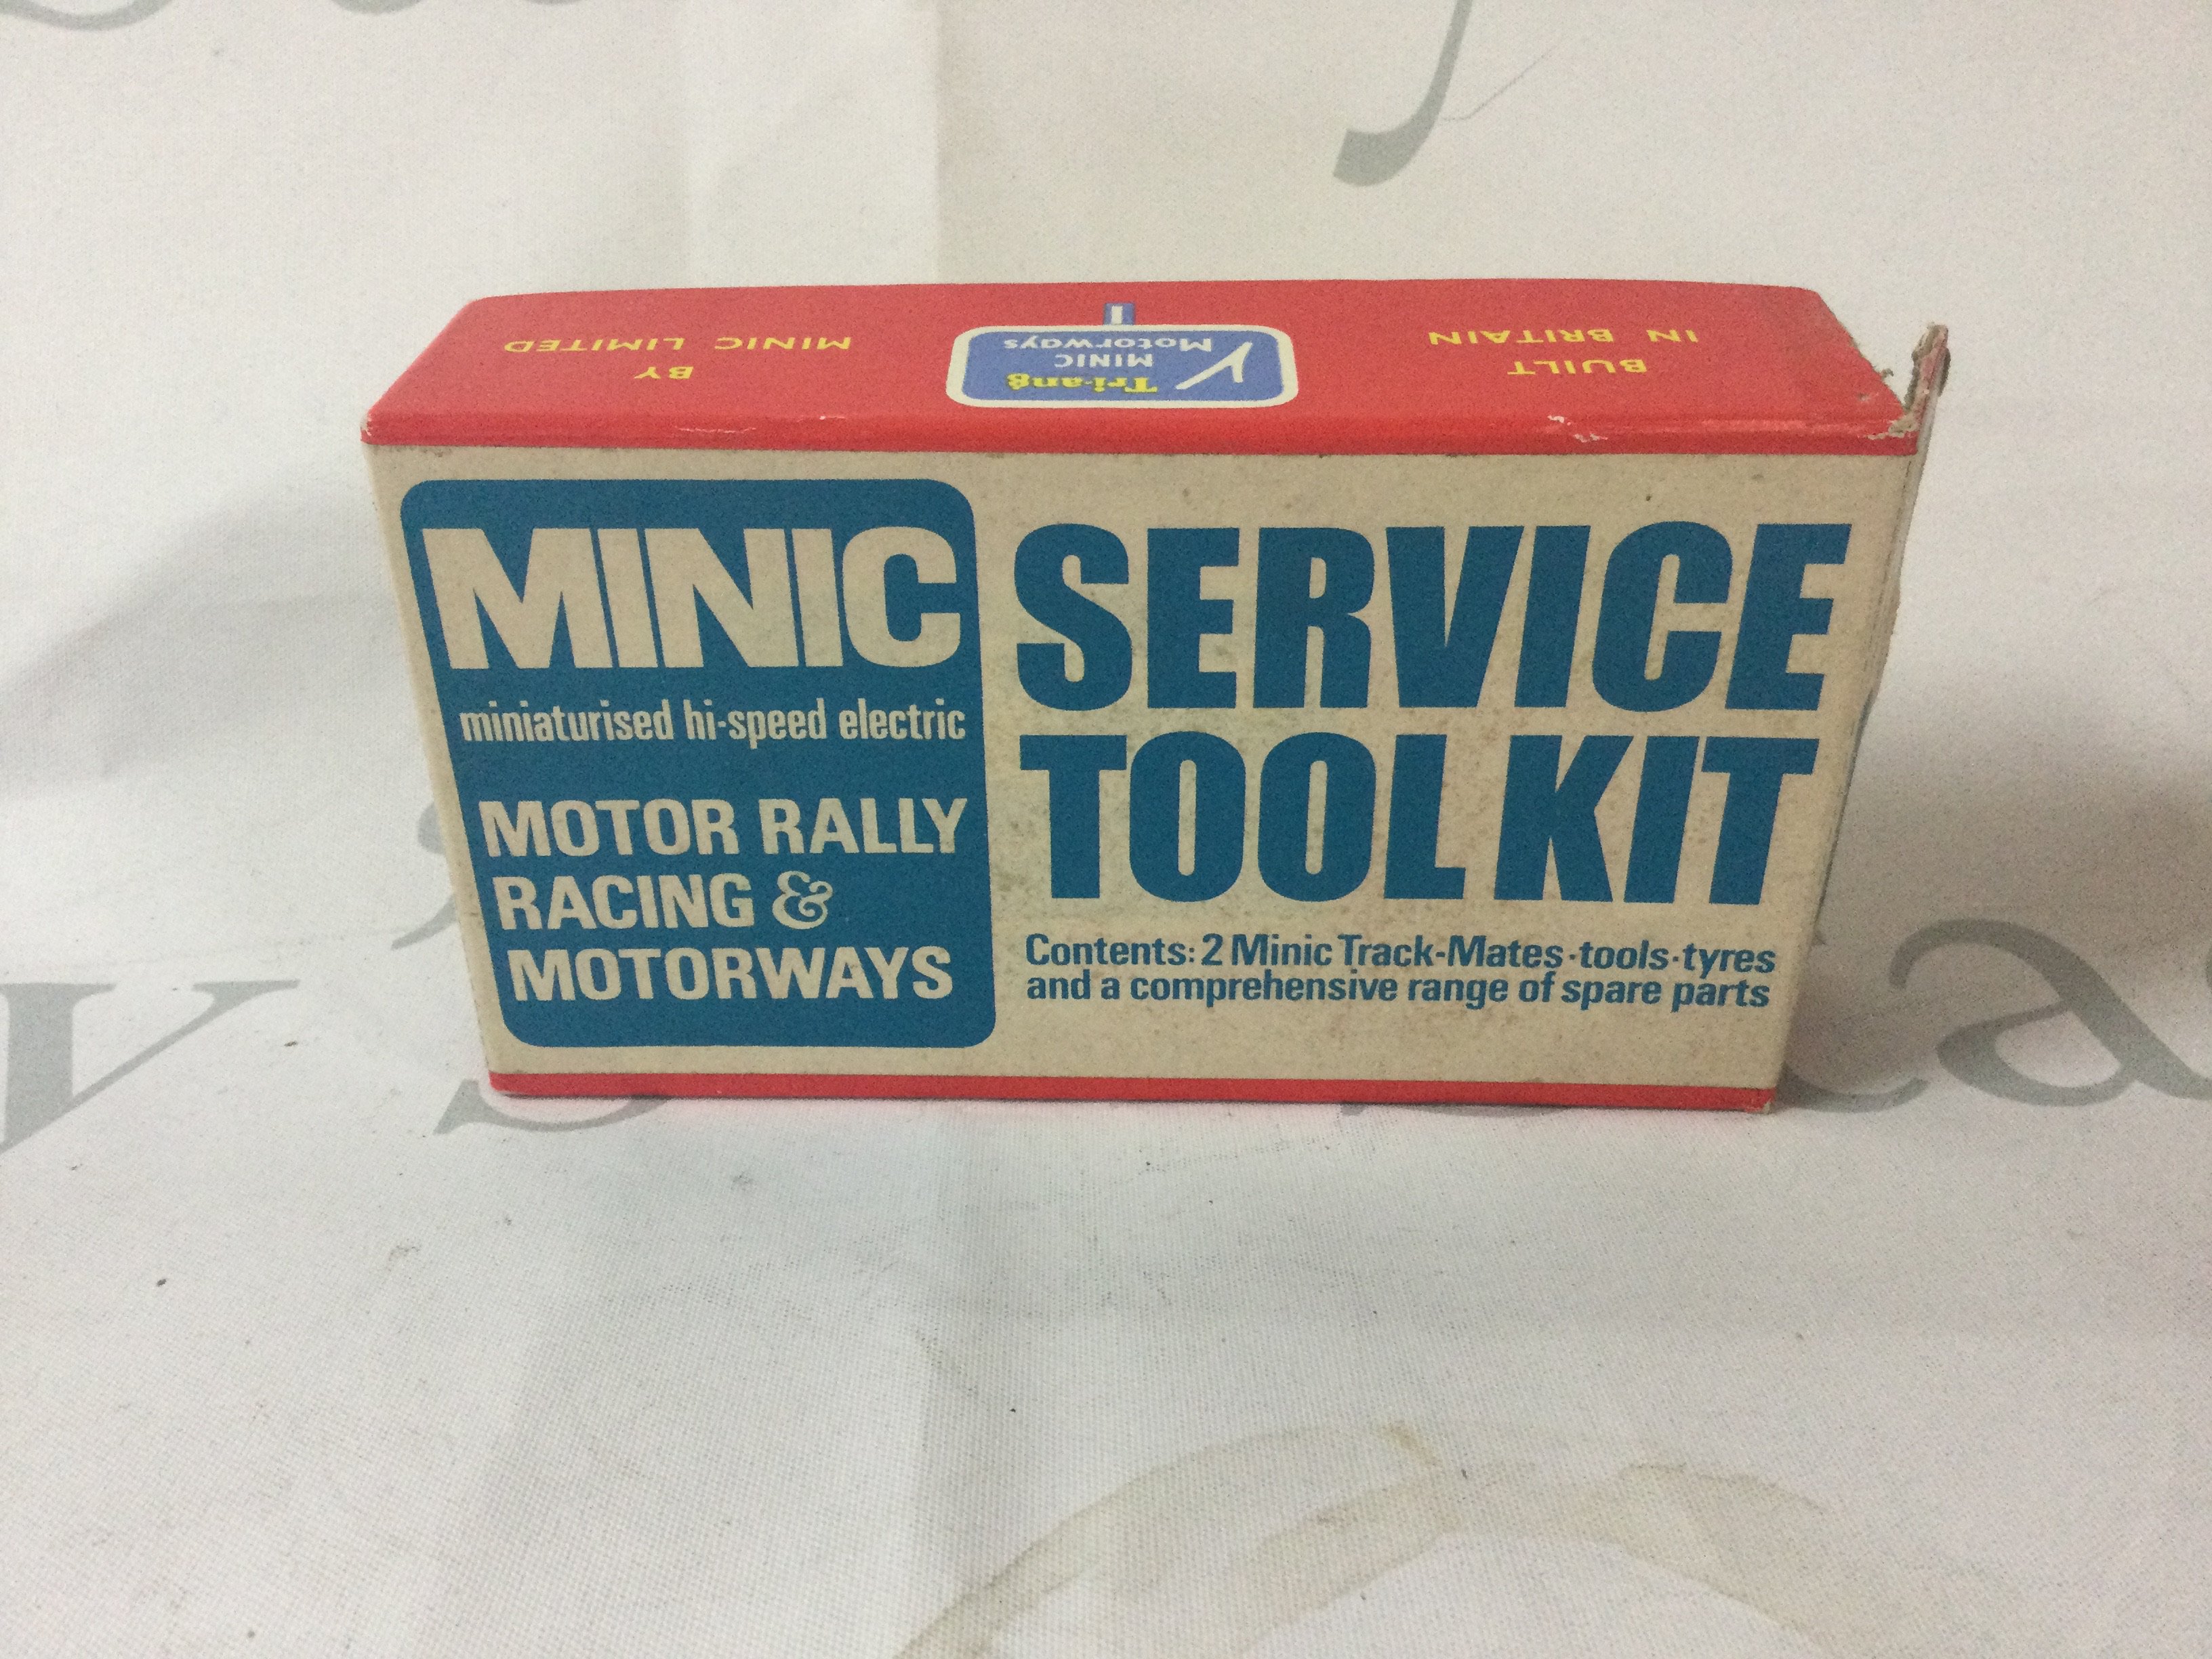 BUILT
IN BRITAIN
Tri-ang
MINIC
Motorways
BY
MINIC LIMITED
MINIC
miniaturised hi-speed electric
MOTOR RALLY
RACING &
MOTORWAYS
SERVICE
TOOL KIT
Contents: 2 Minic Track-Mates·tools·tyres
and a comprehensive range of spare parts